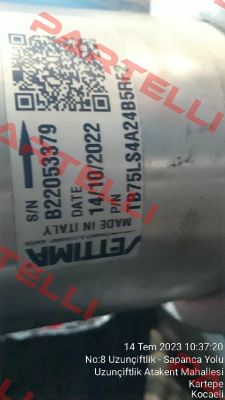 S/N
B22053379
DATE
14/10/2022
P/N
TB75LS4A24B5RF2
MADE IN ITALY
SETTIMA
PARTELLI
14 Tem 2023 10:37:20
No:8 Uzunçiftlik - Sapanca Yolu
Uzunçiftlik Atakent Mahallesi
Kartepe
Kocaeli